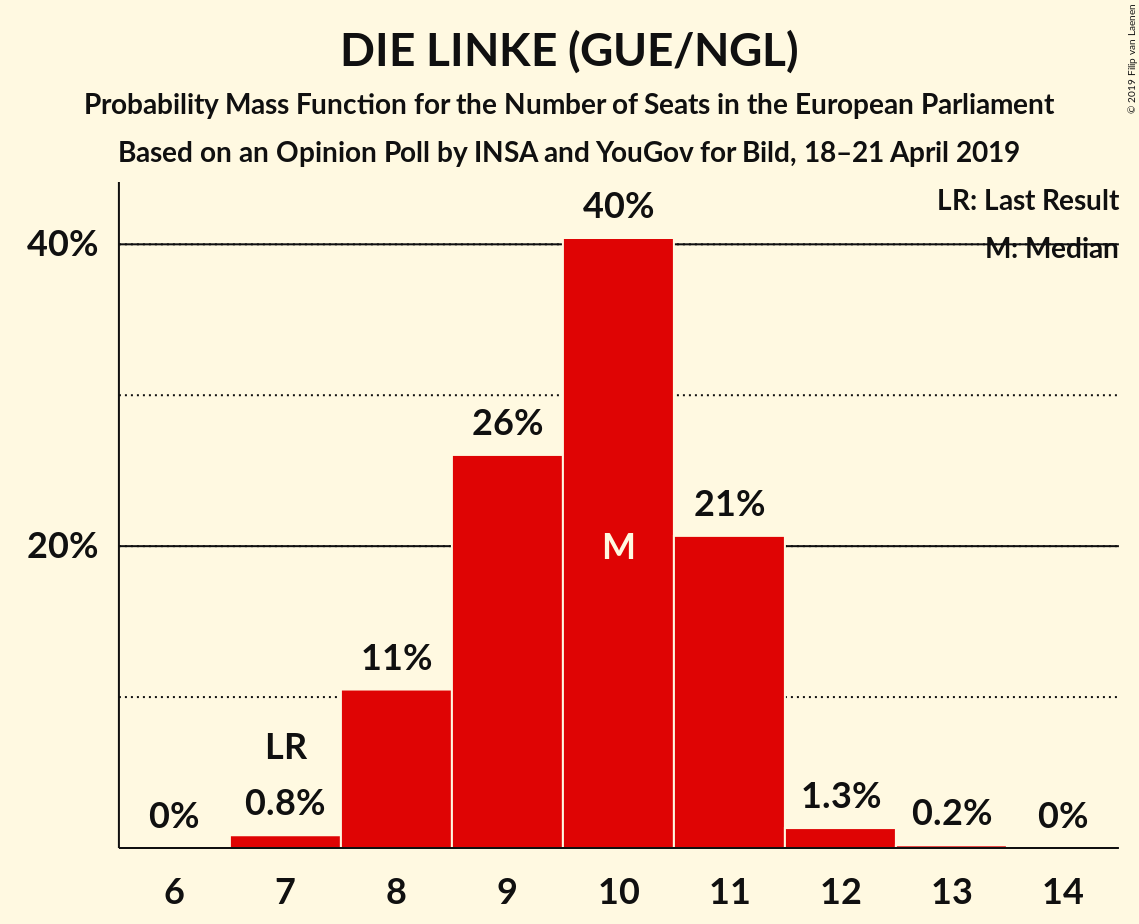 DIE LINKE (GUE/NGL)
Probability Mass Function for the Number of Seats in the European Parliament
Based on an Opinion Poll by INSA and YouGov for Bild, 18–21 April 2019
© 2019 Filip van Laenen
LR: Last Result
M: Median
40%
20%
0%
LR
0.8%
11%
26%
40%
M
21%
1.3%
0.2%
0%
6 7 8 9 10 11 12 13 14